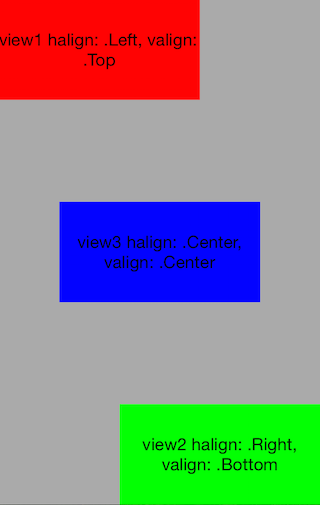 view1 halign: .Left, valign:
.Top
view3 halign: .Center,
valign: .Center
view2 halign: .Right,
valign: .Bottom